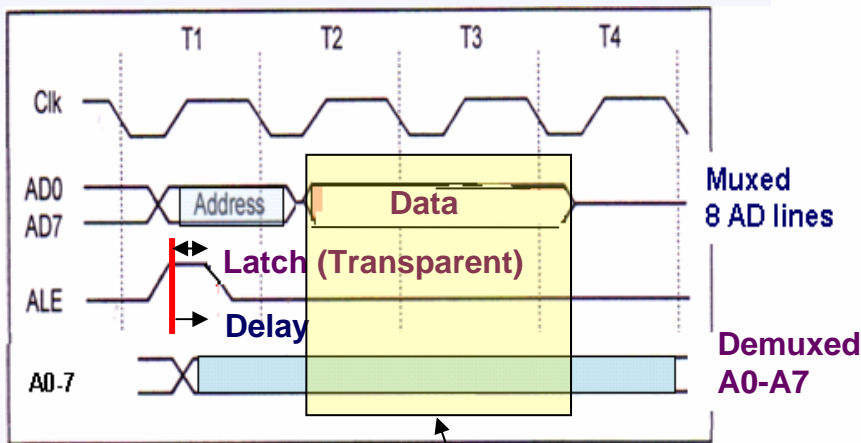 T1 T2 T3 T4
Clk
AD0
AD7
Address
Data
Muxed
8 AD lines
Latch (Transparent)
ALE
Delay
A0-7
Demuxed
A0-A7